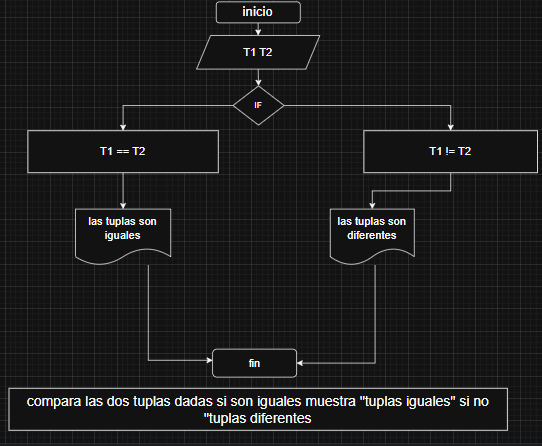 inicio
T1 T2
IF
T1 == T2
T1 != T2
las tuplas son
iguales
las tuplas son
diferentes
fin
compara las dos tuplas dadas si son iguales muestra "tuplas iguales" si no
"tuplas diferentes